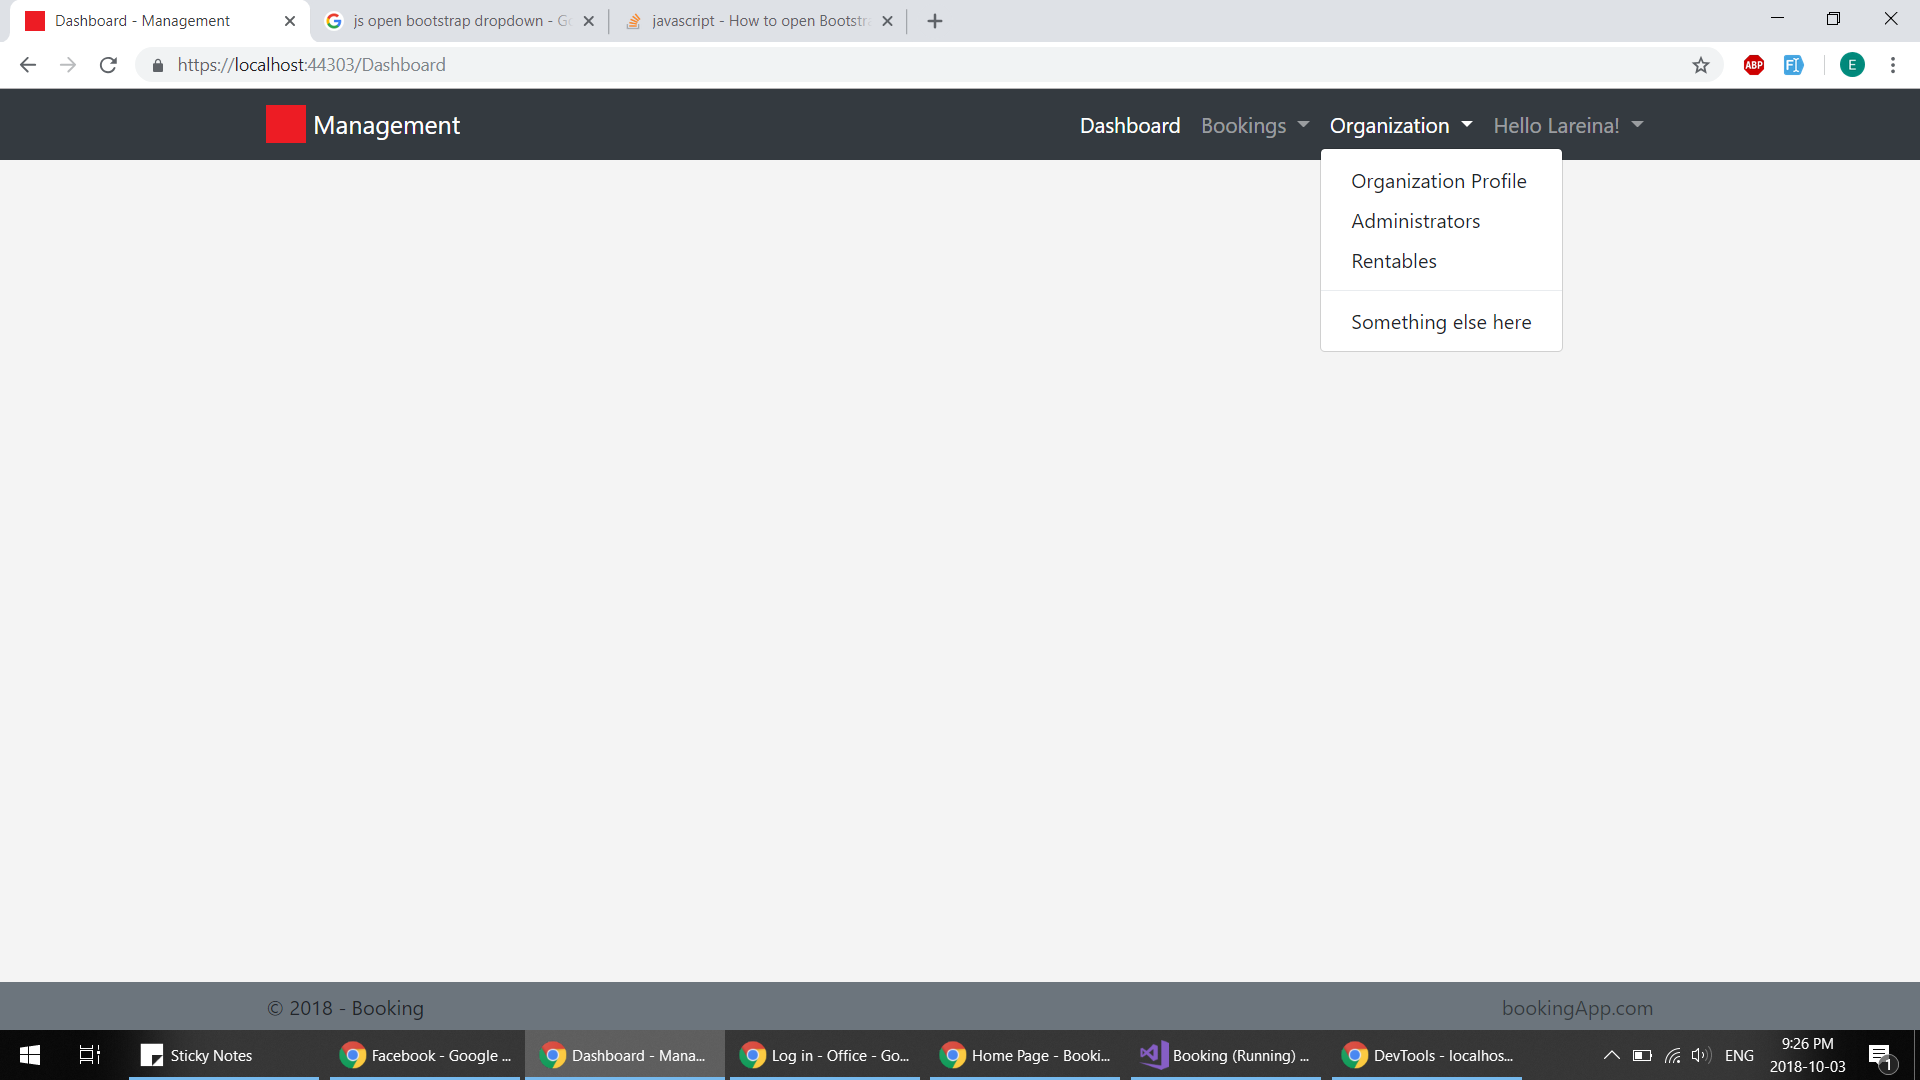 Dashboard - Management
js open bootstrap dropdown - G
javascript - How to open Bootstr
https://localhost:44303/Dashboard
ABP
E
Management
Dashboard
Bookings
Organization
Hello Lareina!
Organization Profile
Administrators
Rentables
Something else here
© 2018 - Booking
bookingApp.com
Sticky Notes
Facebook - Google ...
Dashboard - Mana...
Log in - Office - Go...
Home Page - Booki...
Booking (Running) ...
DevTools - localhos...
ENG
9:26 PM
2018-10-03
1